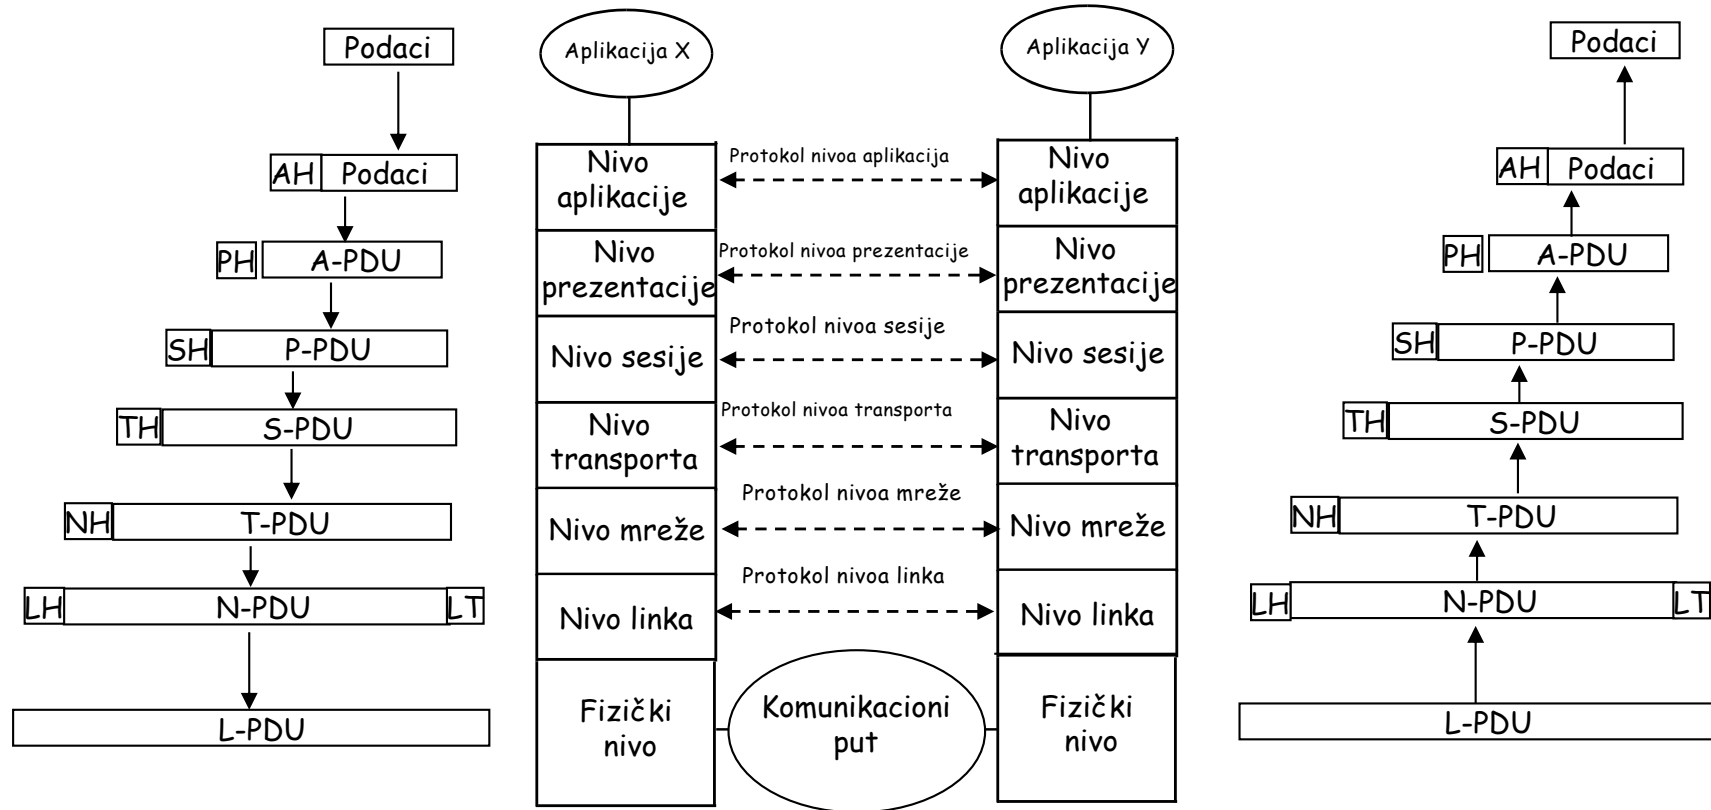 Podaci
AH Podaci
PH A-PDU
SH P-PDU
TH S-PDU
NH T-PDU
LH N-PDU LT
L-PDU
Aplikacija X
Nivo
aplikacije
Nivo
prezentacije
Nivo sesije
Nivo
transporta
Nivo mreže
Nivo linka
Fizički
nivo
Protokol nivoa aplikacija
Protokol nivoa prezentacije
Protokol nivoa sesije
Protokol nivoa transporta
Protokol nivoa mreže
Protokol nivoa linka
Komunikacioni
put
Aplikacija Y
Nivo
aplikacije
Nivo
prezentacije
Nivo sesije
Nivo
transporta
Nivo mreže
Nivo linka
Fizički
nivo
Podaci
AH Podaci
PH A-PDU
SH P-PDU
TH S-PDU
NH T-PDU
LH N-PDU LT
L-PDU